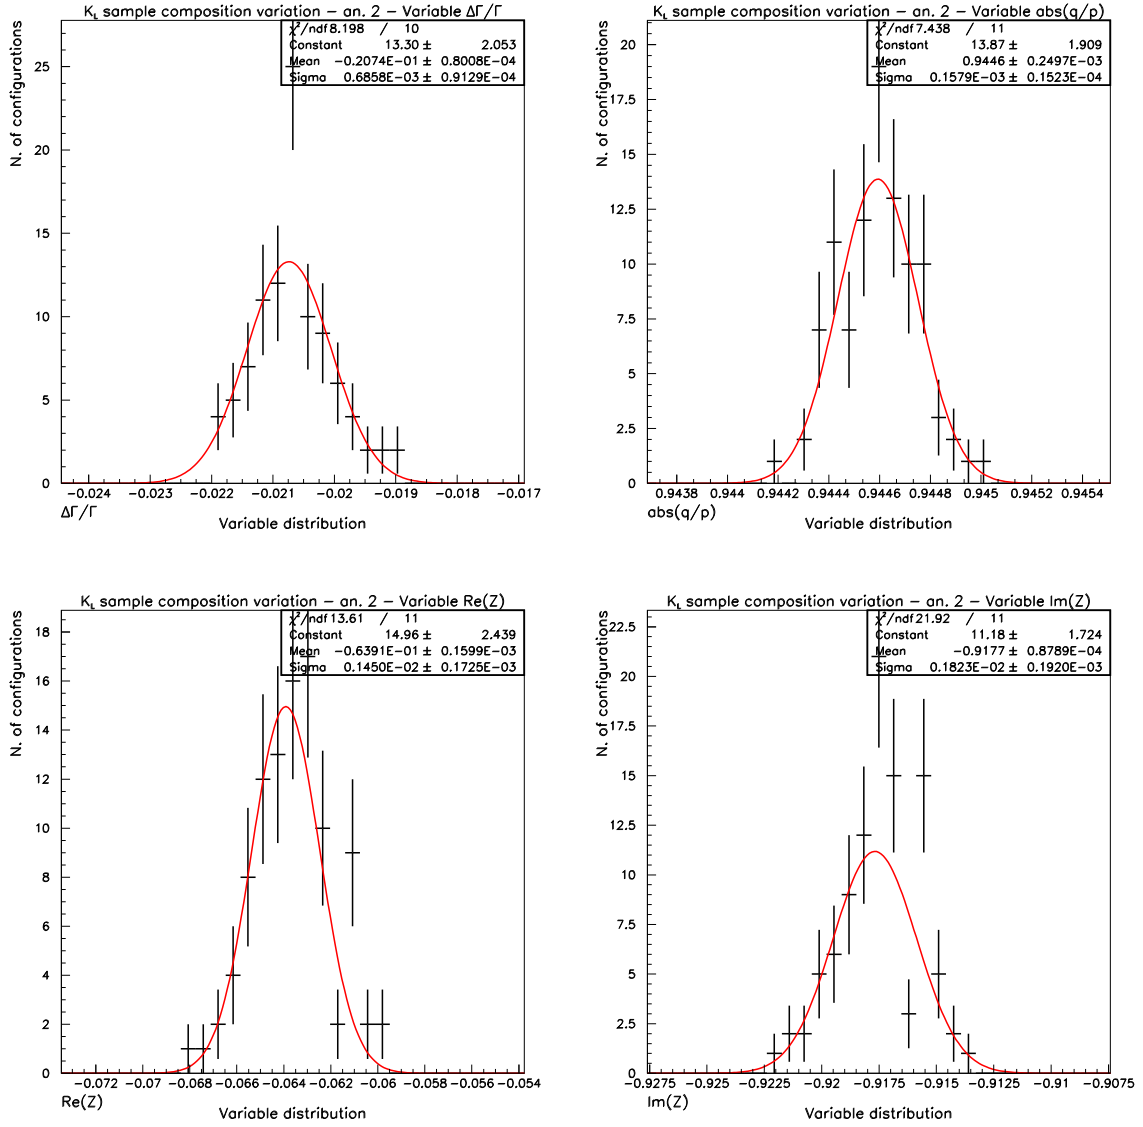 K_L sample composition variation – an. 2 – Variable ΔΓ/Γ
χ²/ndf 8.198 / 10
Constant 13.30 ± 2.053
Mean −0.2074E−01 ± 0.8008E−04
Sigma 0.6858E−03 ± 0.9129E−04
N. of configurations
25
20
15
10
5
0
−0.024 −0.023 −0.022 −0.021 −0.02 −0.019 −0.018 −0.017
ΔΓ/Γ
Variable distribution
K_L sample composition variation – an. 2 – Variable abs(q/p)
χ²/ndf 7.438 / 11
Constant 13.87 ± 1.909
Mean 0.9446 ± 0.2497E−03
Sigma 0.1579E−03 ± 0.1523E−04
N. of configurations
20
17.5
15
12.5
10
7.5
5
2.5
0
0.9438 0.944 0.9442 0.9444 0.9446 0.9448 0.945 0.9452 0.9454
abs(q/p)
Variable distribution
K_L sample composition variation – an. 2 – Variable Re(Z)
χ²/ndf 13.61 / 11
Constant 14.96 ± 2.439
Mean −0.6391E−01 ± 0.1599E−03
Sigma 0.1450E−02 ± 0.1725E−03
N. of configurations
18
16
14
12
10
8
6
4
2
0
−0.072 −0.07 −0.068 −0.066 −0.064 −0.062 −0.06 −0.058 −0.056 −0.054
Re(Z)
Variable distribution
K_L sample composition variation – an. 2 – Variable Im(Z)
χ²/ndf 21.92 / 11
Constant 11.18 ± 1.724
Mean −0.9177 ± 0.8789E−04
Sigma 0.1823E−02 ± 0.1920E−03
N. of configurations
22.5
20
17.5
15
12.5
10
7.5
5
2.5
0
−0.9275 −0.925 −0.9225 −0.92 −0.9175 −0.915 −0.9125 −0.91 −0.9075
Im(Z)
Variable distribution